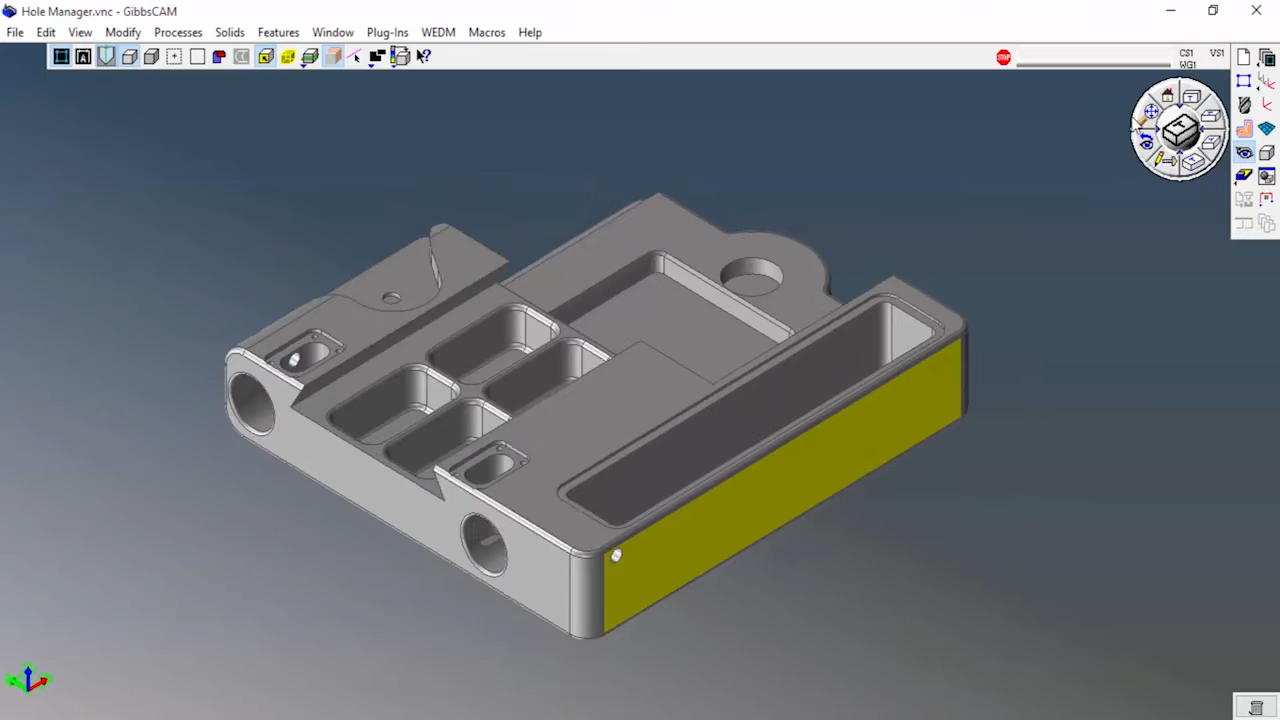 Hole Manager.vnc - GibbsCAM
File Edit View Modify Processes Solids Features Window Plug-Ins WEDM Macros Help
STOP CS1 VS1
WG1